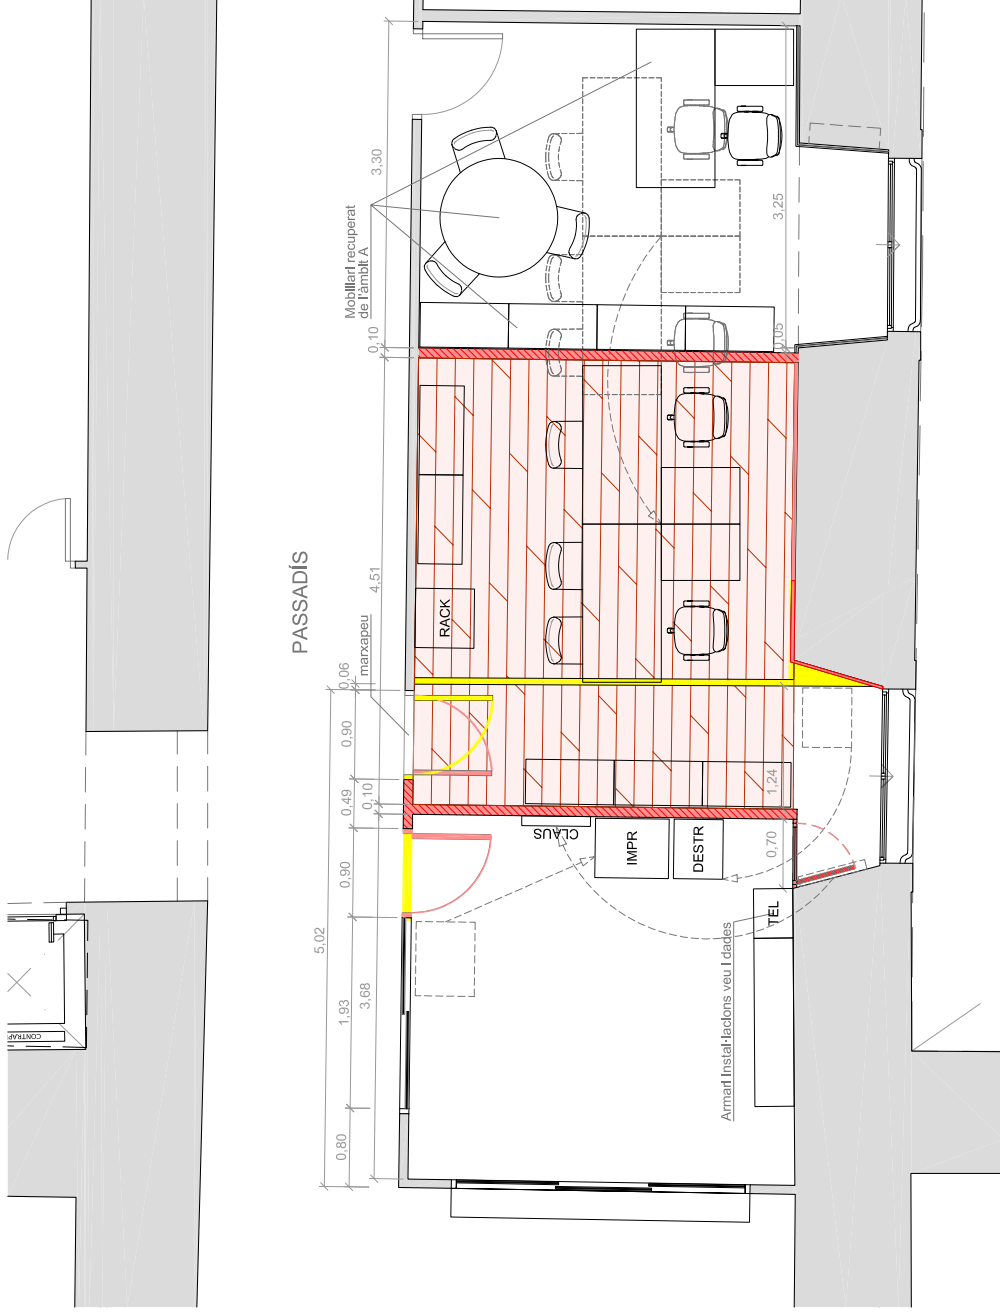 3,30
Mobiliari recuperat
de l'àmbit A
0,10
3,25
0,05
PASSADÍS
4,51
RACK
marxapeu
0,06
0,90
0,49
0,10
1,24
CLAUS
IMPR
DESTR
0,70
0,90
TEL
5,02
3,68
1,93
Armari Instal·lacions veu i dades
CONTRAP
0,80